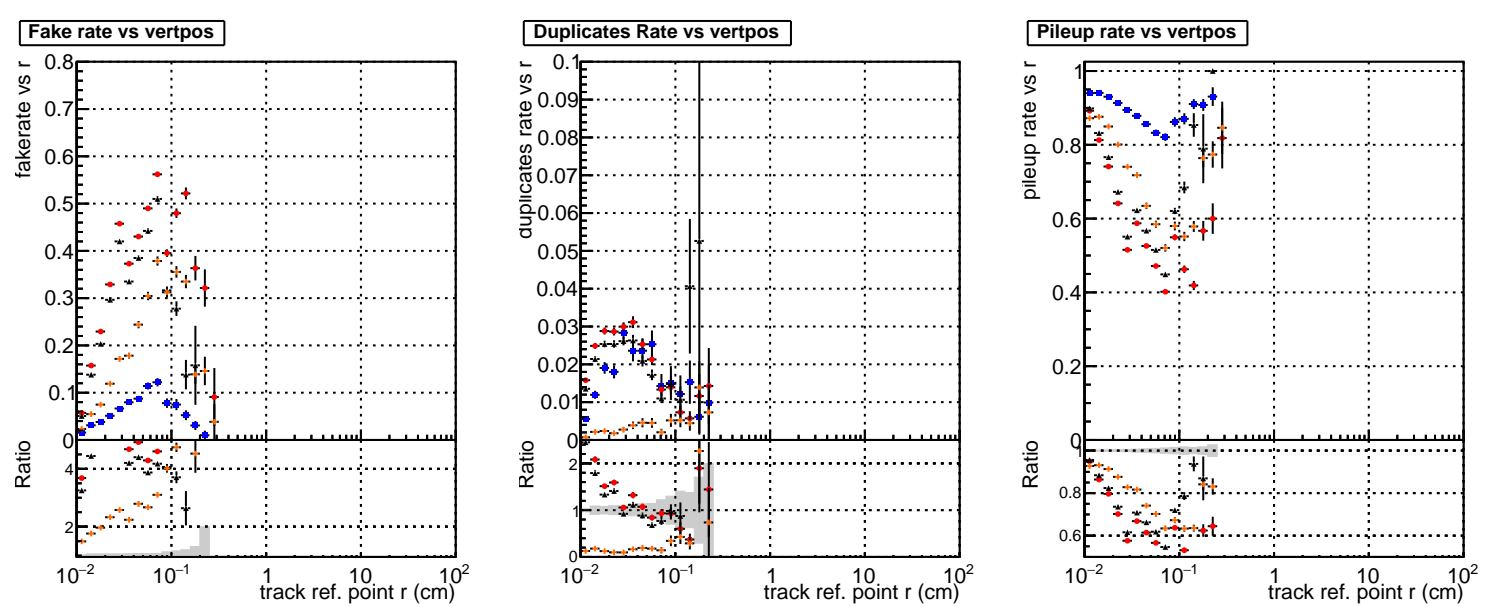 Fake rate vs vertpos
fakerate vs r
0.8
0.7
0.6
0.5
0.4
0.3
0.2
0.1
0
Ratio
4
2
10⁻² 10⁻¹ 1 10 10²
track ref. point r (cm)
Duplicates Rate vs vertpos
duplicates rate vs r
0.1
0.09
0.08
0.07
0.06
0.05
0.04
0.03
0.02
0.01
0
Ratio
2
1
0
10⁻² 10⁻¹ 1 10 10²
track ref. point r (cm)
Pileup rate vs vertpos
pileup rate vs r
1
0.8
0.6
0.4
0.2
0
Ratio
1
0.8
0.6
10⁻² 10⁻¹ 1 10 10²
track ref. point r (cm)